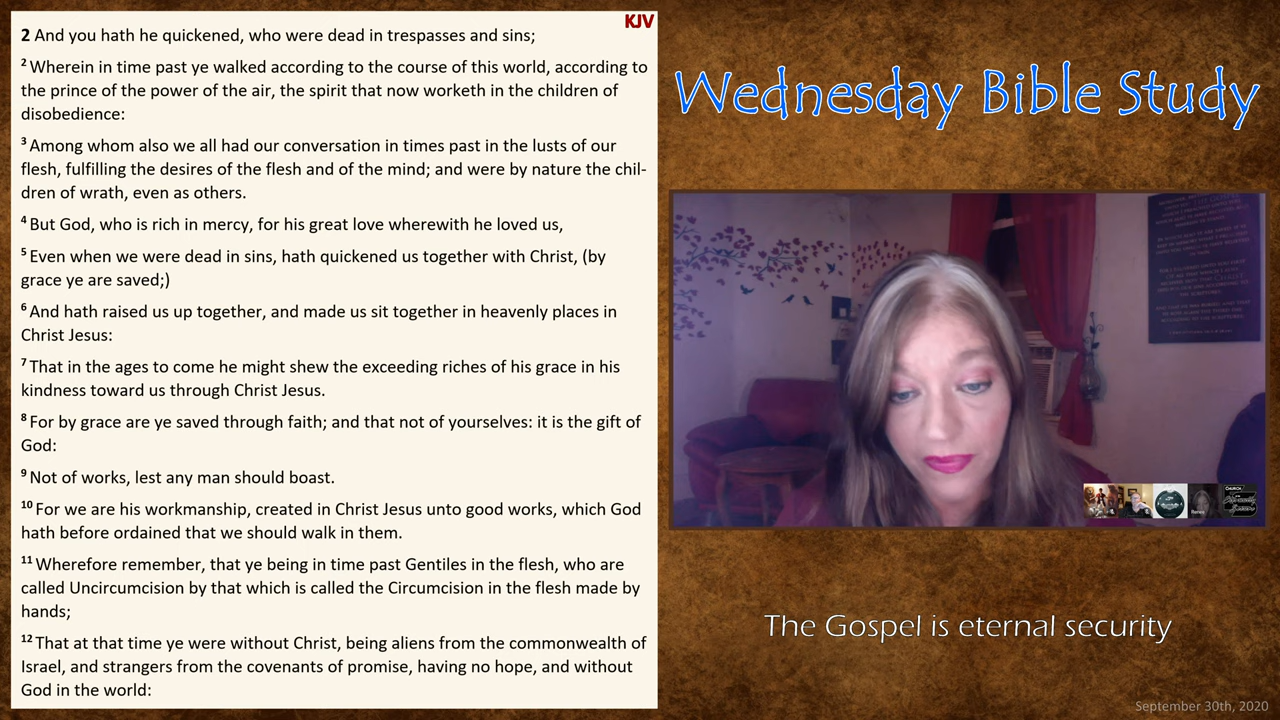 KJV
2 And you hath he quickened, who were dead in trespasses and sins;
2 Wherein in time past ye walked according to the course of this world, according to
the prince of the power of the air, the spirit that now worketh in the children of
disobedience:
3 Among whom also we all had our conversation in times past in the lusts of our
flesh, fulfilling the desires of the flesh and of the mind; and were by nature the chil-
dren of wrath, even as others.
4 But God, who is rich in mercy, for his great love wherewith he loved us,
5 Even when we were dead in sins, hath quickened us together with Christ, (by
grace ye are saved;)
6 And hath raised us up together, and made us sit together in heavenly places in
Christ Jesus:
7 That in the ages to come he might shew the exceeding riches of his grace in his
kindness toward us through Christ Jesus.
8 For by grace are ye saved through faith; and that not of yourselves: it is the gift of
God:
9 Not of works, lest any man should boast.
10 For we are his workmanship, created in Christ Jesus unto good works, which God
hath before ordained that we should walk in them.
11 Wherefore remember, that ye being in time past Gentiles in the flesh, who are
called Uncircumcision by that which is called the Circumcision in the flesh made by
hands;
12 That at that time ye were without Christ, being aliens from the commonwealth of
Israel, and strangers from the covenants of promise, having no hope, and without
God in the world:
Wednesday Bible Study
The Gospel is eternal security
September 30th, 2020